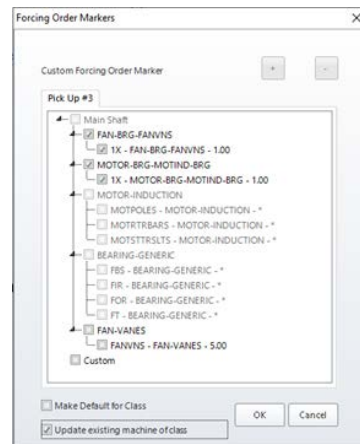 Forcing Order Markers
Custom Forcing Order Marker
+ -
Pick Up #3
Main Shaft
FAN-BRG-FANVNS
1X - FAN-BRG-FANVNS - 1.00
MOTOR-BRG-MOTIND-BRG
1X - MOTOR-BRG-MOTIND-BRG - 1.00
MOTOR-INDUCTION
MOTPOLES - MOTOR-INDUCTION - *
MOTRTRBARS - MOTOR-INDUCTION - *
MOTSTTRSLTS - MOTOR-INDUCTION - *
BEARING-GENERIC
FBS - BEARING-GENERIC - *
FIR - BEARING-GENERIC - *
FOR - BEARING-GENERIC - *
FT - BEARING-GENERIC - *
FAN-VANES
FANVNS - FAN-VANES - 5.00
Custom
Make Default for Class
Update existing machine of class
OK Cancel